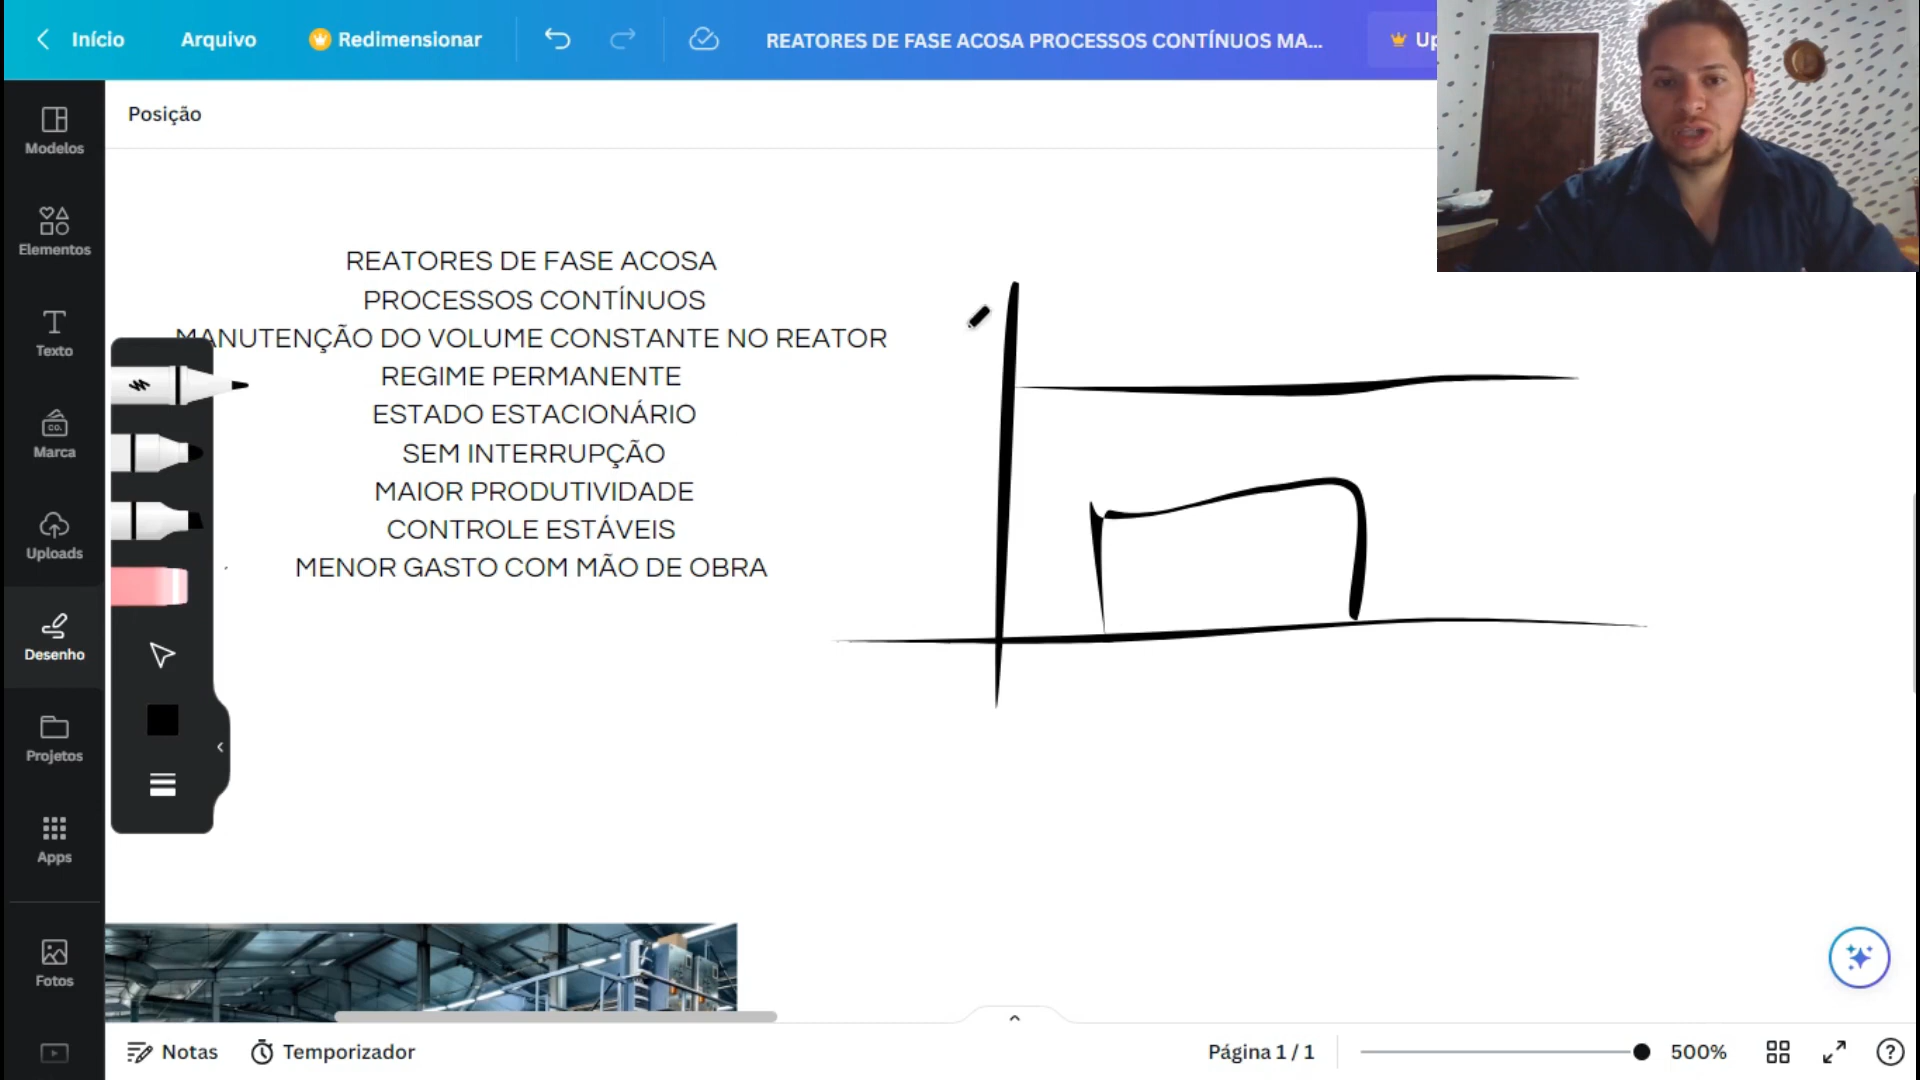 Início
Arquivo
Redimensionar
REATORES DE FASE ACOSA PROCESSOS CONTÍNUOS MA...
Posição
Modelos
Elementos
Texto
Marca
CO.
Uploads
Desenho
Projetos
Apps
Fotos
REATORES DE FASE ACOSA
PROCESSOS CONTÍNUOS
MANUTENÇÃO DO VOLUME CONSTANTE NO REATOR
REGIME PERMANENTE
ESTADO ESTACIONÁRIO
SEM INTERRUPÇÃO
MAIOR PRODUTIVIDADE
CONTROLE ESTÁVEIS
MENOR GASTO COM MÃO DE OBRA
Notas
Temporizador
Página 1 / 1
500%